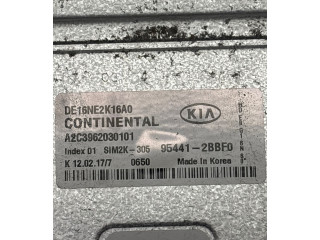 DE16NE2K16A0
CONTINENTAL
KIA
A2C3962030101
Index 01 SIM2K-305 95441-2BBF0
K 12.02.17/7 0650 Made in Korea